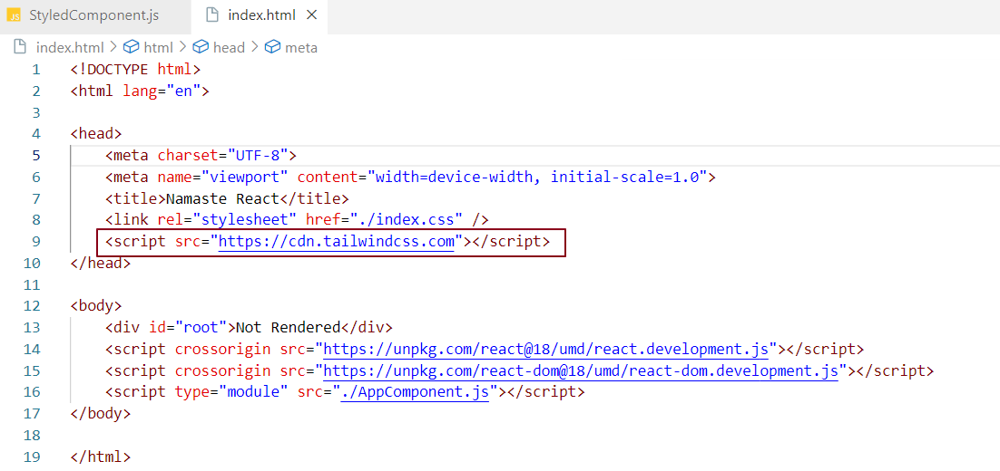 JS StyledComponent.js index.html ×
index.html > html > head > meta
1 <!DOCTYPE html>
2 <html lang="en">
3
4 <head>
5 <meta charset="UTF-8">
6 <meta name="viewport" content="width=device-width, initial-scale=1.0">
7 <title>Namaste React</title>
8 <link rel="stylesheet" href="./index.css" />
9 <script src="https://cdn.tailwindcss.com"></script>
10 </head>
11
12 <body>
13 <div id="root">Not Rendered</div>
14 <script crossorigin src="https://unpkg.com/react@18/umd/react.development.js"></script>
15 <script crossorigin src="https://unpkg.com/react-dom@18/umd/react-dom.development.js"></script>
16 <script type="module" src="./AppComponent.js"></script>
17 </body>
18
19 </html>